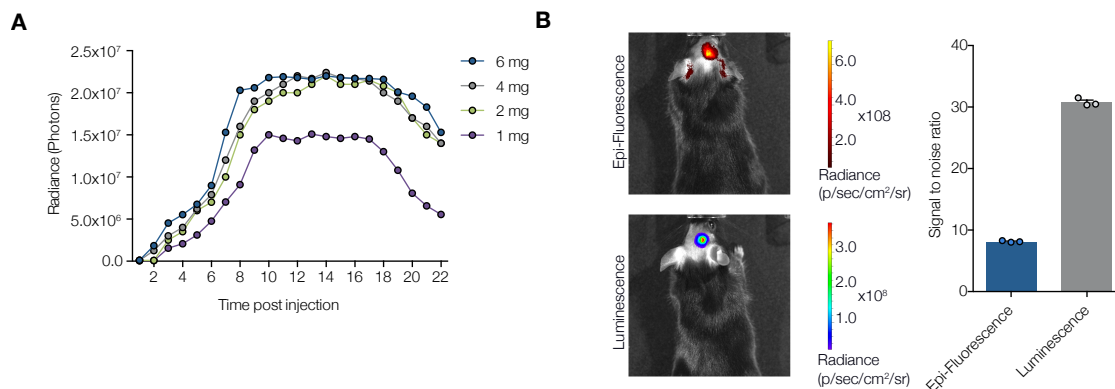 A
2.5x10⁷
2.0x10⁷
1.5x10⁷
1.0x10⁷
5.0x10⁶
0.0
Radiance (Photons)
2 4 6 8 10 12 14 16 18 20 22
Time post injection
6 mg
4 mg
2 mg
1 mg
B
Epi-Fluorescence
6.0
4.0
x108
2.0
Radiance
(p/sec/cm²/sr)
Luminescence
3.0
2.0
x10⁸
1.0
Radiance
(p/sec/cm²/sr)
Signal to noise ratio
40
30
20
10
0
Epi-Fluorescence
Luminescence